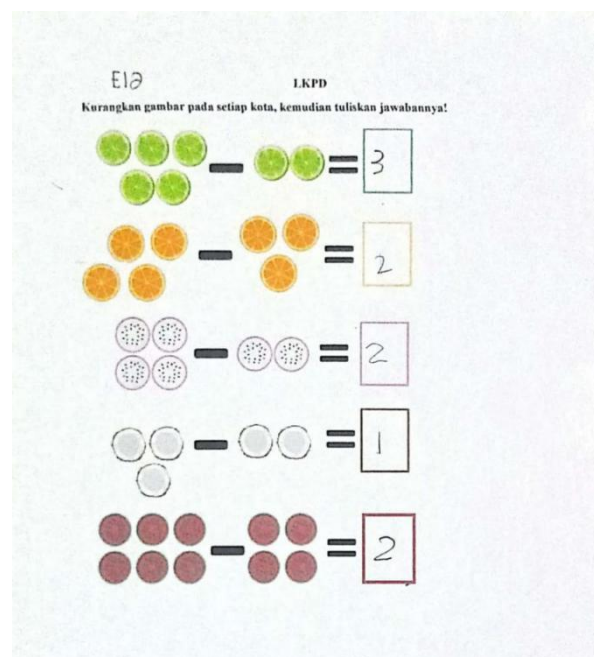 Ela
LKPD
Kurangkan gambar pada setiap kota, kemudian tuliskan jawabannya!
— = 3
— = 2
— = 2
— = 1
— = 2